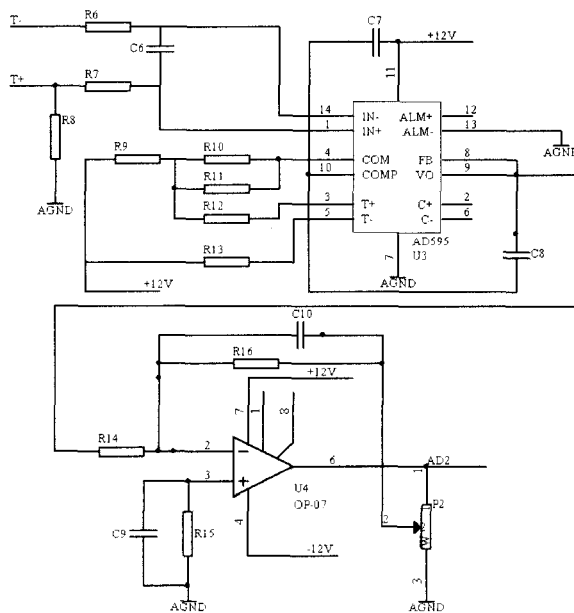 T-
R6
C6
T+
R7
R8
AGND
C7
+12V
11
14
IN-
ALM+
12
1
IN+
ALM-
13
AGND
R9
R10
4
COM
FB
8
10
COMP
VO
9
R11
R12
3
T+
C+
2
5
T-
C-
6
R13
AD595
U3
7
AGND
C8
+12V
C10
R16
+12V
7
1
8
R14
2
6
AD2
3
U4
OP-07
4
-12V
1
P2
2
3
C9
R15
AGND
AGND